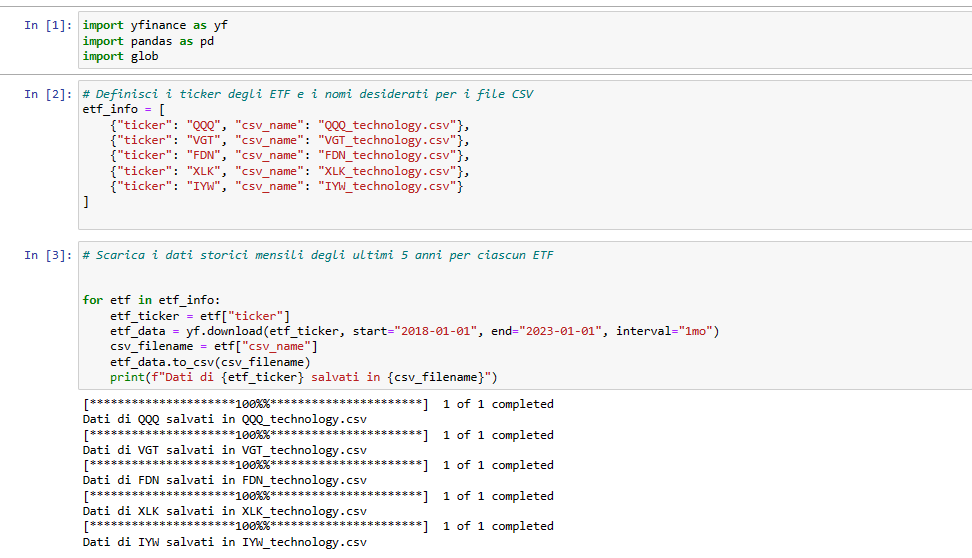 In [1]: import yfinance as yf
import pandas as pd
import glob
In [2]: # Definisci i ticker degli ETF e i nomi desiderati per i file CSV
etf_info = [
    {"ticker": "QQQ", "csv_name": "QQQ_technology.csv"},
    {"ticker": "VGT", "csv_name": "VGT_technology.csv"},
    {"ticker": "FDN", "csv_name": "FDN_technology.csv"},
    {"ticker": "XLK", "csv_name": "XLK_technology.csv"},
    {"ticker": "IYW", "csv_name": "IYW_technology.csv"}
]
In [3]: # Scarica i dati storici mensili degli ultimi 5 anni per ciascun ETF
for etf in etf_info:
    etf_ticker = etf["ticker"]
    etf_data = yf.download(etf_ticker, start="2018-01-01", end="2023-01-01", interval="1mo")
    csv_filename = etf["csv_name"]
    etf_data.to_csv(csv_filename)
    print(f"Dati di {etf_ticker} salvati in {csv_filename}")
[*********************100%%**********************]  1 of 1 completed
Dati di QQQ salvati in QQQ_technology.csv
[*********************100%%**********************]  1 of 1 completed
Dati di VGT salvati in VGT_technology.csv
[*********************100%%**********************]  1 of 1 completed
Dati di FDN salvati in FDN_technology.csv
[*********************100%%**********************]  1 of 1 completed
Dati di XLK salvati in XLK_technology.csv
[*********************100%%**********************]  1 of 1 completed
Dati di IYW salvati in IYW_technology.csv